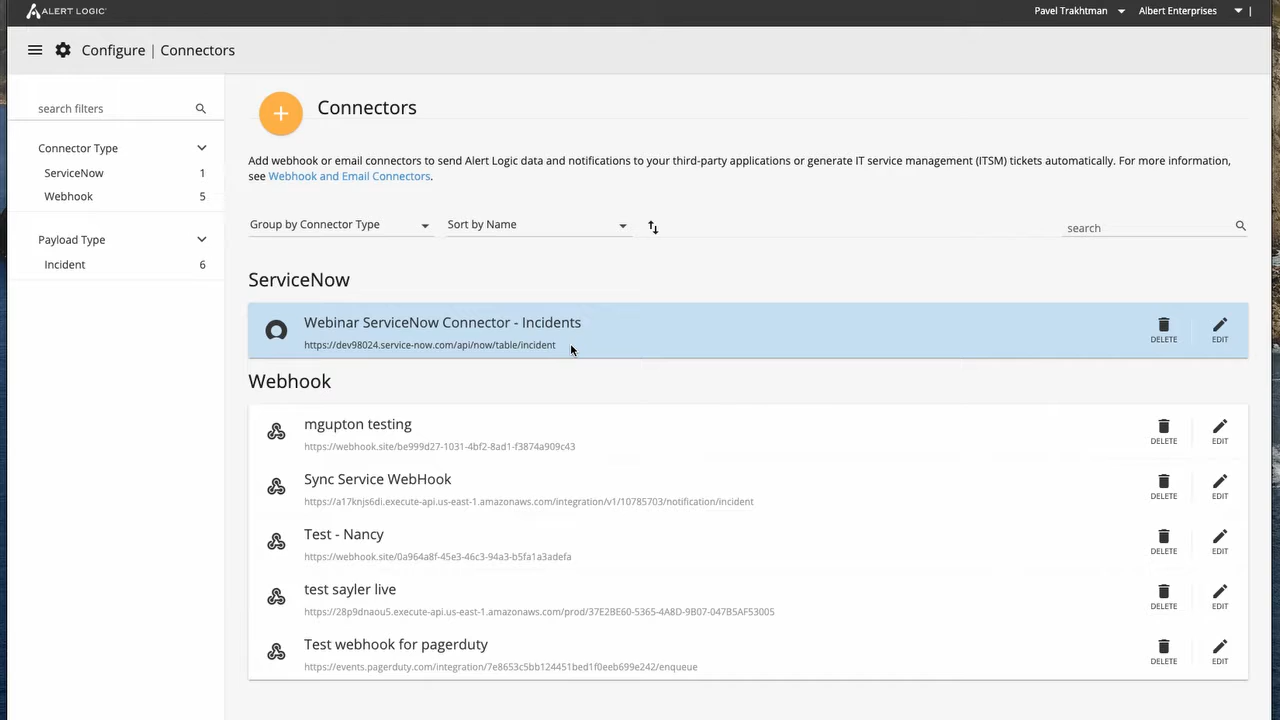 ALERT LOGIC
Pavel Trakhtman
Albert Enterprises
Configure | Connectors
search filters
Connector Type
ServiceNow 1
Webhook 5
Payload Type
Incident 6
Connectors
Add webhook or email connectors to send Alert Logic data and notifications to your third-party applications or generate IT service management (ITSM) tickets automatically. For more information,
see Webhook and Email Connectors.
Group by Connector Type
Sort by Name
search
ServiceNow
Webinar ServiceNow Connector - Incidents
https://dev98024.service-now.com/api/now/table/incident
DELETE EDIT
Webhook
mgupton testing
https://webhook.site/be999d27-1031-4bf2-8ad1-f3874a909c43
DELETE EDIT
Sync Service WebHook
https://a17knjs6di.execute-api.us-east-1.amazonaws.com/integration/v1/10785703/notification/incident
DELETE EDIT
Test - Nancy
https://webhook.site/0a964a8f-45e3-46c3-94a3-b5fa1a3adefa
DELETE EDIT
test sayler live
https://28p9dnaou5.execute-api.us-east-1.amazonaws.com/prod/37E2BE60-5365-4A8D-9B07-047B5AF53005
DELETE EDIT
Test webhook for pagerduty
https://events.pagerduty.com/integration/7e8653c5bb124451bed1f0eeb699e242/enqueue
DELETE EDIT